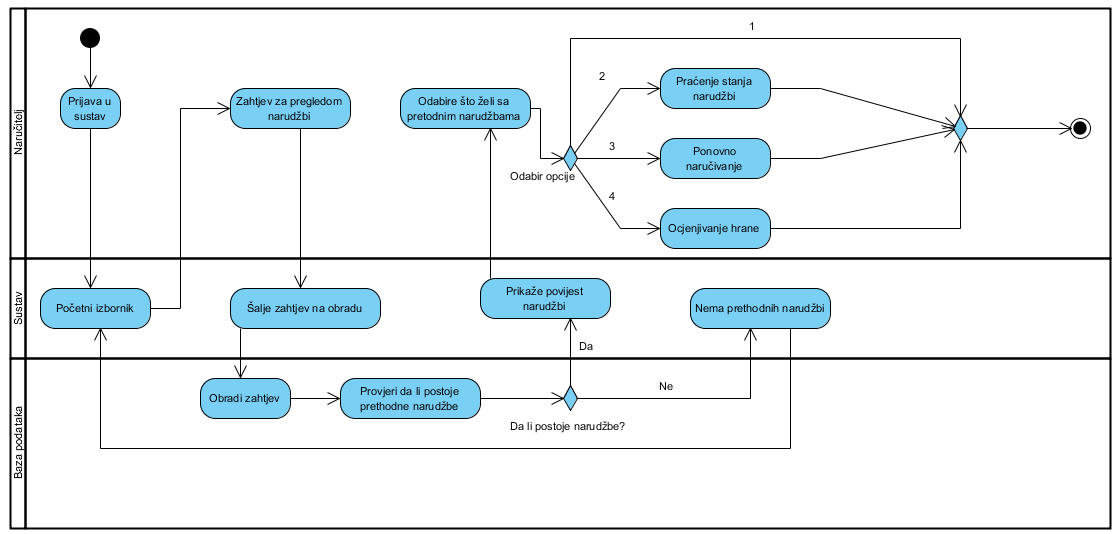 Naručitelj
Prijava u
sustav
Zahtjev za pregledom
narudžbi
Odabire što želi sa
pretodnim narudžbama
Odabir opcije
1
2
Praćenje stanja
narudžbi
3
Ponovno
naručivanje
4
Ocjenjivanje hrane
Sustav
Početni izbornik
Šalje zahtjev na obradu
Prikaže povijest
narudžbi
Nema prethodnih narudžbi
Da
Baza podataka
Obradi zahtjev
Provjeri da li postoje
prethodne narudžbe
Ne
Da li postoje narudžbe?